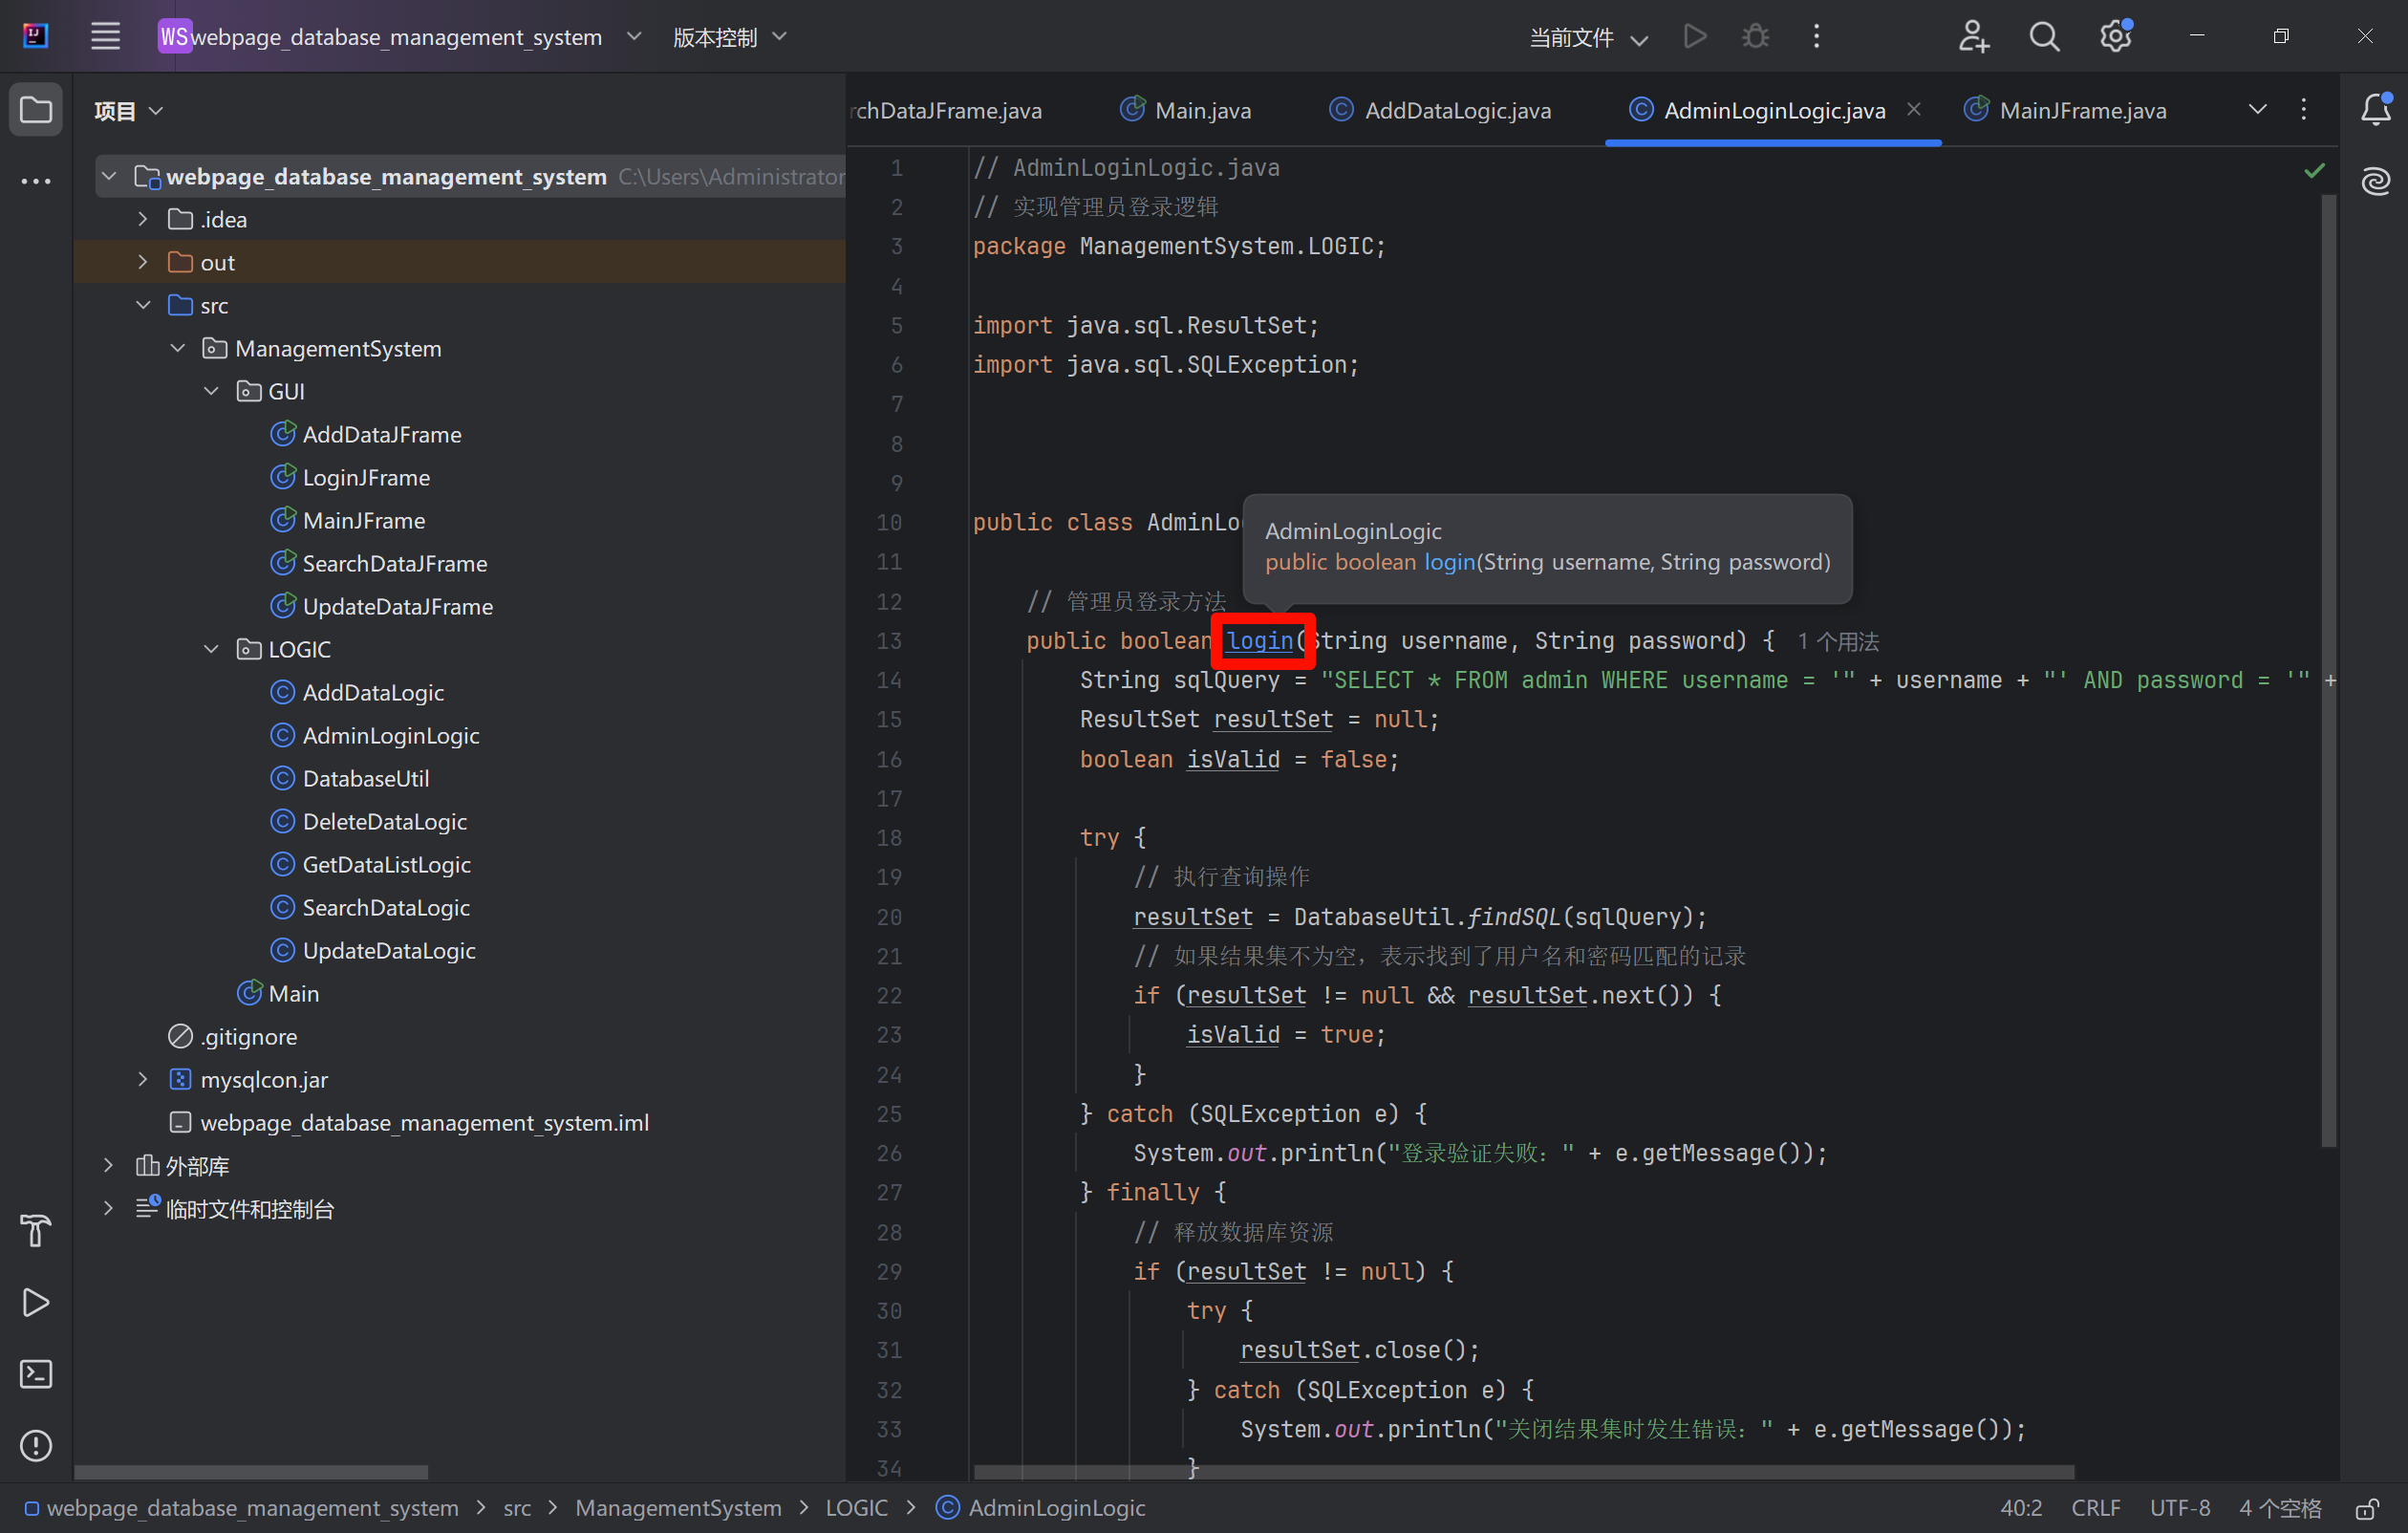 WS webpage_database_management_system 版本控制 当前文件
项目
webpage_database_management_system C:\Users\Administrator
.idea
out
src
ManagementSystem
GUI
AddDataJFrame
LoginJFrame
MainJFrame
SearchDataJFrame
UpdateDataJFrame
LOGIC
AddDataLogic
AdminLoginLogic
DatabaseUtil
DeleteDataLogic
GetDataListLogic
SearchDataLogic
UpdateDataLogic
Main
.gitignore
mysqlcon.jar
webpage_database_management_system.iml
外部库
临时文件和控制台
rchDataJFrame.java Main.java AddDataLogic.java AdminLoginLogic.java MainJFrame.java
1 // AdminLoginLogic.java
2 // 实现管理员登录逻辑
3 package ManagementSystem.LOGIC;
4
5 import java.sql.ResultSet;
6 import java.sql.SQLException;
7
8
9
10 public class AdminLo
AdminLoginLogic
public boolean login(String username, String password)
11
12 // 管理员登录方法
13 public boolean login(String username, String password) { 1 个用法
14 String sqlQuery = "SELECT * FROM admin WHERE username = '" + username + "' AND password = '" +
15 ResultSet resultSet = null;
16 boolean isValid = false;
17
18 try {
19 // 执行查询操作
20 resultSet = DatabaseUtil.findSQL(sqlQuery);
21 // 如果结果集不为空，表示找到了用户名和密码匹配的记录
22 if (resultSet != null && resultSet.next()) {
23 isValid = true;
24 }
25 } catch (SQLException e) {
26 System.out.println("登录验证失败：" + e.getMessage());
27 } finally {
28 // 释放数据库资源
29 if (resultSet != null) {
30 try {
31 resultSet.close();
32 } catch (SQLException e) {
33 System.out.println("关闭结果集时发生错误：" + e.getMessage());
34 }
webpage_database_management_system > src > ManagementSystem > LOGIC > AdminLoginLogic 40:2 CRLF UTF-8 4 个空格